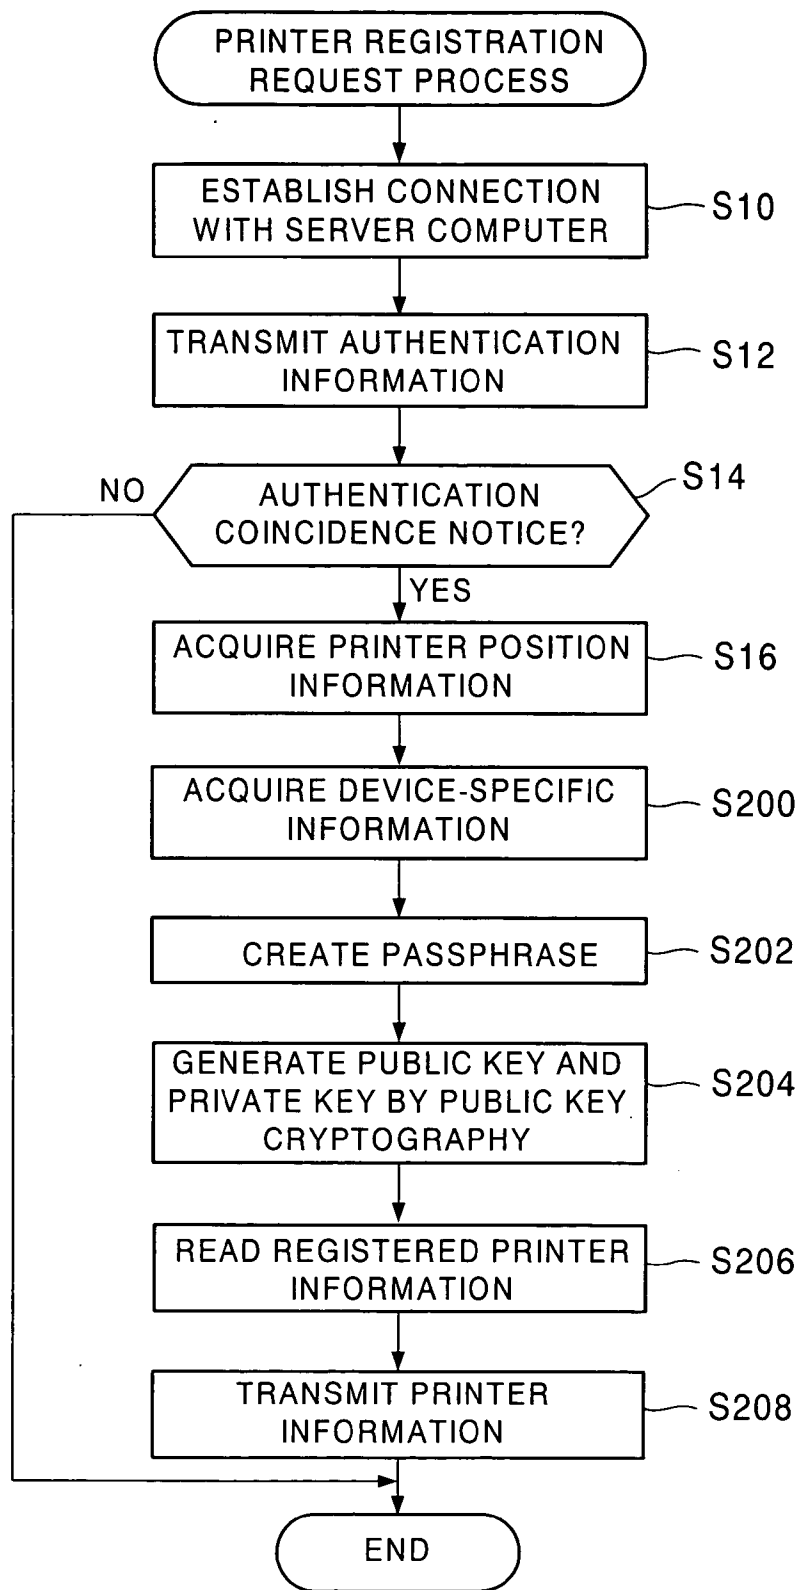 PRINTER REGISTRATION
REQUEST PROCESS
ESTABLISH CONNECTION
WITH SERVER COMPUTER
S10
TRANSMIT AUTHENTICATION
INFORMATION
S12
AUTHENTICATION
COINCIDENCE NOTICE?
S14
NO
YES
ACQUIRE PRINTER POSITION
INFORMATION
S16
ACQUIRE DEVICE-SPECIFIC
INFORMATION
S200
CREATE PASSPHRASE
S202
GENERATE PUBLIC KEY AND
PRIVATE KEY BY PUBLIC KEY
CRYPTOGRAPHY
S204
READ REGISTERED PRINTER
INFORMATION
S206
TRANSMIT PRINTER
INFORMATION
S208
END